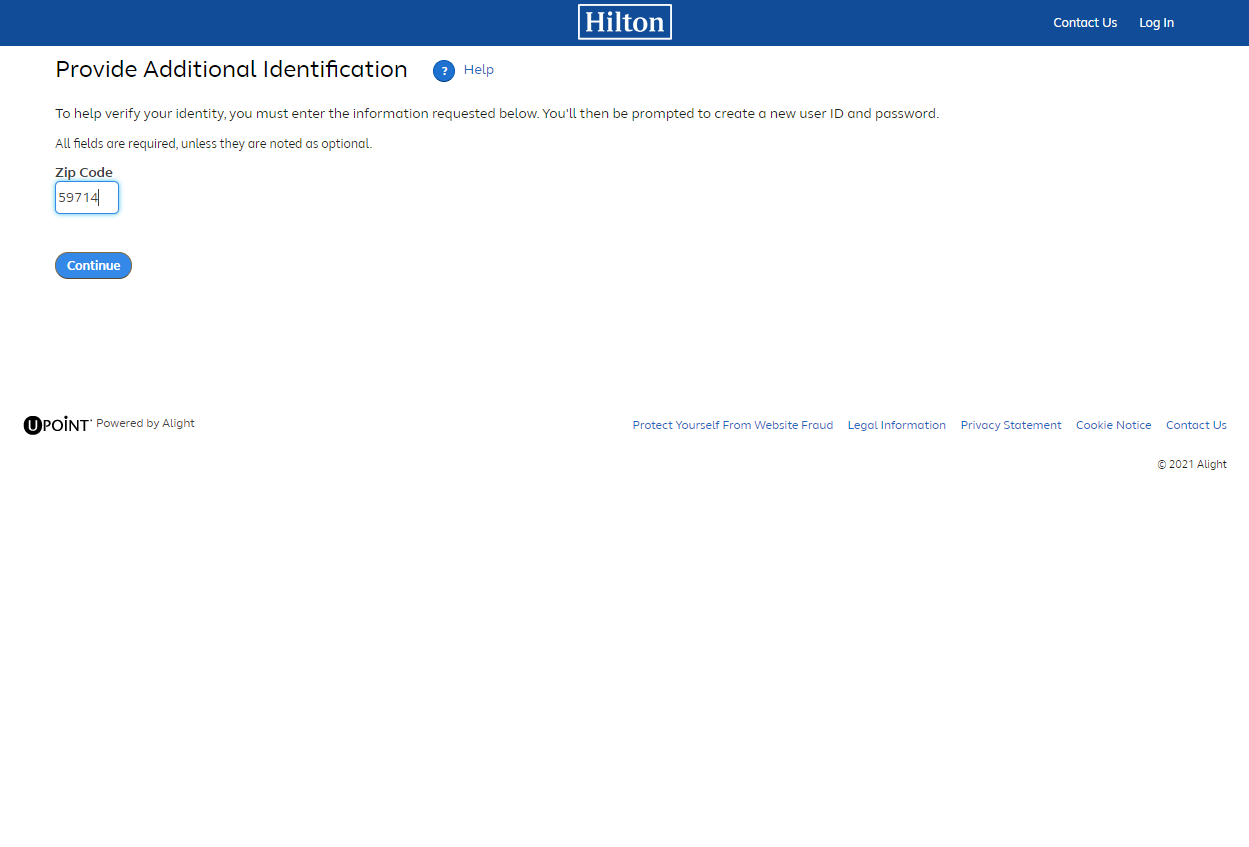 Hilton
Contact Us Log In
Provide Additional Identification ? Help
To help verify your identity, you must enter the information requested below. You'll then be prompted to create a new user ID and password.
All fields are required, unless they are noted as optional.
Zip Code
59714
Continue
UPOINT Powered by Alight
Protect Yourself From Website Fraud Legal Information Privacy Statement Cookie Notice Contact Us
© 2021 Alight